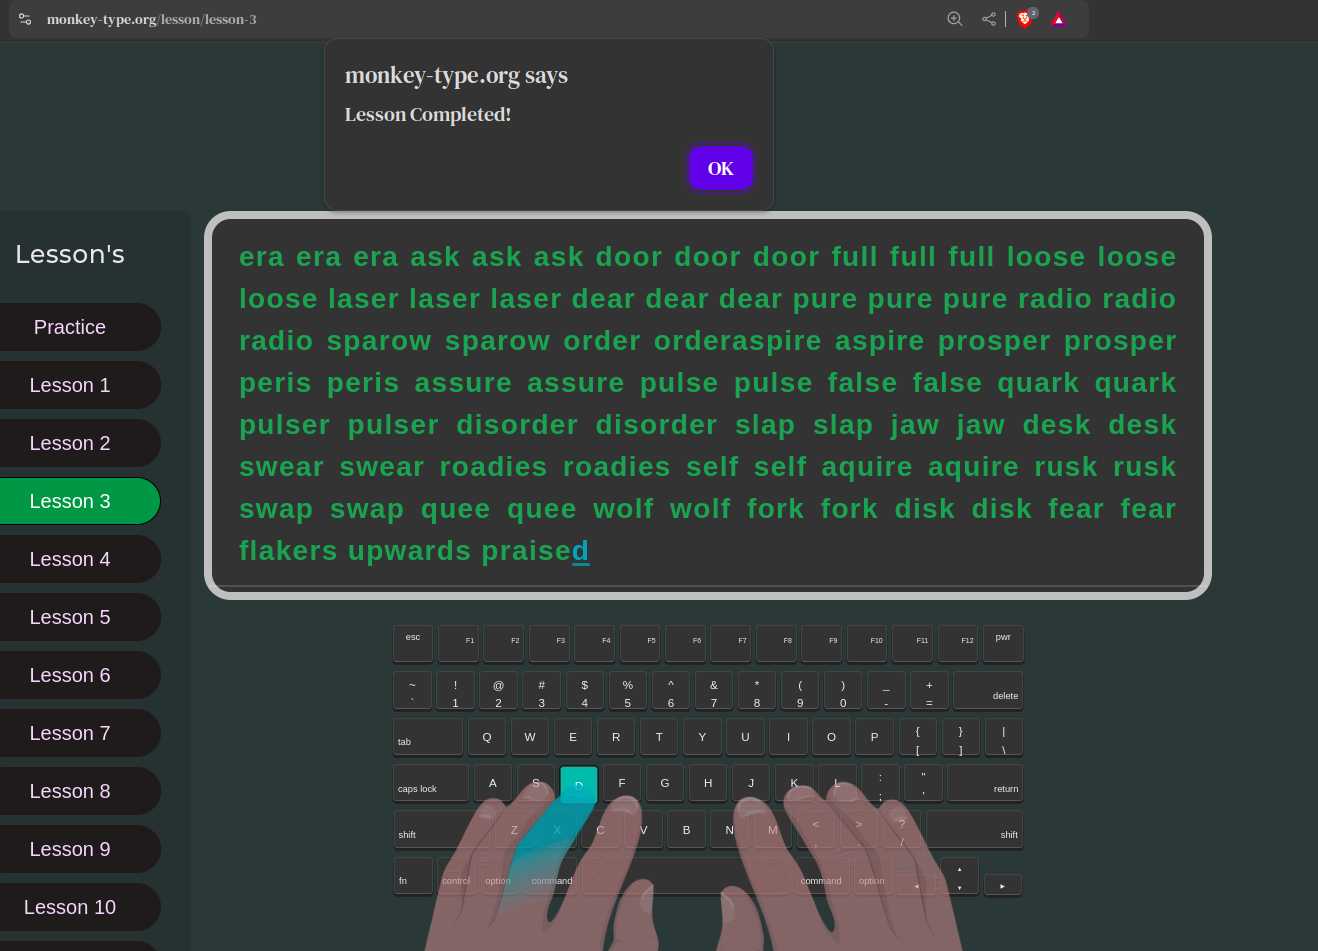 monkey-type.org/lesson/lesson-3
2
monkey-type.org says
Lesson Completed!
OK
Lesson's
Practice
Lesson 1
Lesson 2
Lesson 3
Lesson 4
Lesson 5
Lesson 6
Lesson 7
Lesson 8
Lesson 9
Lesson 10
era era era ask ask ask door door door full full full loose loose
loose laser laser laser dear dear dear pure pure pure radio radio
radio sparow sparow order orderaspire aspire prosper prosper
peris peris assure assure pulse pulse false false quark quark
pulser pulser disorder disorder slap slap jaw jaw desk desk
swear swear roadies roadies self self aquire aquire rusk rusk
swap swap quee quee wolf wolf fork fork disk disk fear fear
flakers upwards praised
esc F1 F2 F3 F4 F5 F6 F7 F8 F9 F10 F11 F12 pwr
~ ! @ # $ % ^ & * ( ) _ +
` 1 2 3 4 5 6 7 8 9 0 - = delete
tab Q W E R T Y U I O P { } |
[ ] \
caps lock A S D F G H J K L : "
; ' return
shift Z X C V B N M < > ? shift
, . /
fn control option command command option